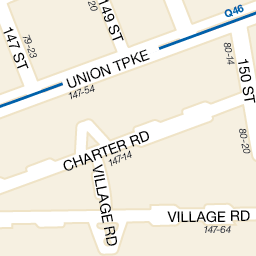 Q46
149 ST
147 ST
79-23
UNION TPKE
80-14
150 ST
147-54
80-20
CHARTER RD
147-14
VILLAGE RD
VILLAGE RD
147-64